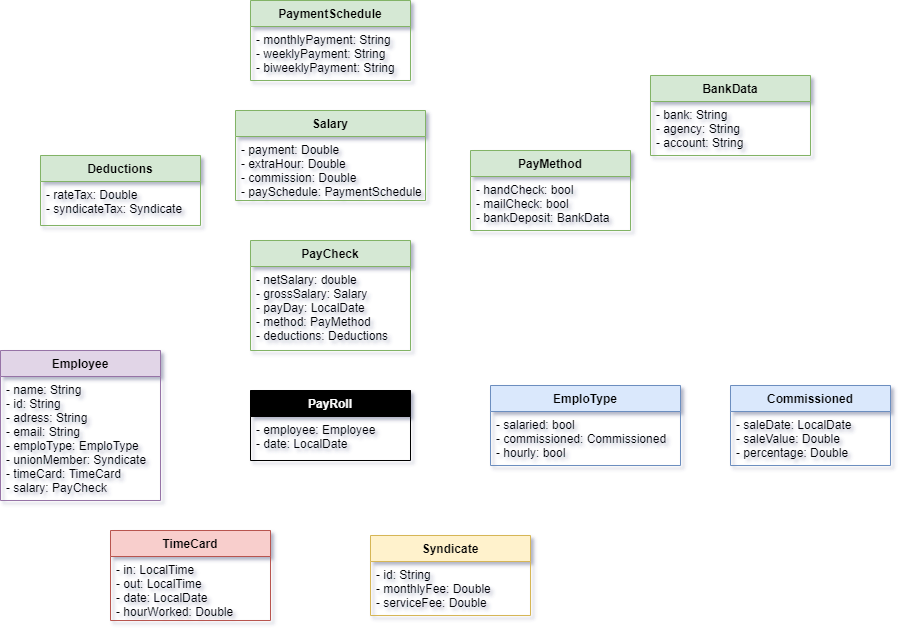 PaymentSchedule
- monthlyPayment: String
- weeklyPayment: String
- biweeklyPayment: String
BankData
- bank: String
- agency: String
- account: String
Salary
- payment: Double
- extraHour: Double
- commission: Double
- paySchedule: PaymentSchedule
PayMethod
- handCheck: bool
- mailCheck: bool
- bankDeposit: BankData
Deductions
- rateTax: Double
- syndicateTax: Syndicate
PayCheck
- netSalary: double
- grossSalary: Salary
- payDay: LocalDate
- method: PayMethod
- deductions: Deductions
Employee
- name: String
- id: String
- adress: String
- email: String
- emploType: EmploType
- unionMember: Syndicate
- timeCard: TimeCard
- salary: PayCheck
PayRoll
- employee: Employee
- date: LocalDate
EmploType
- salaried: bool
- commissioned: Commissioned
- hourly: bool
Commissioned
- saleDate: LocalDate
- saleValue: Double
- percentage: Double
TimeCard
- in: LocalTime
- out: LocalTime
- date: LocalDate
- hourWorked: Double
Syndicate
- id: String
- monthlyFee: Double
- serviceFee: Double